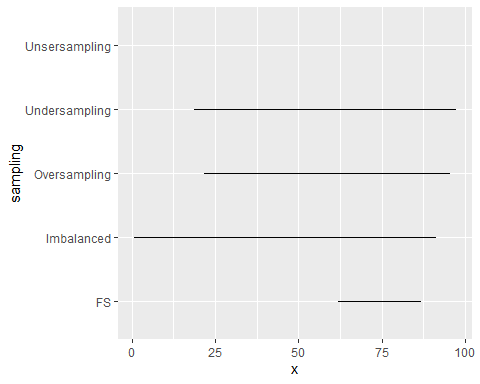 Unsersampling
Undersampling
Oversampling
Imbalanced
FS
sampling
0 25 50 75 100
x